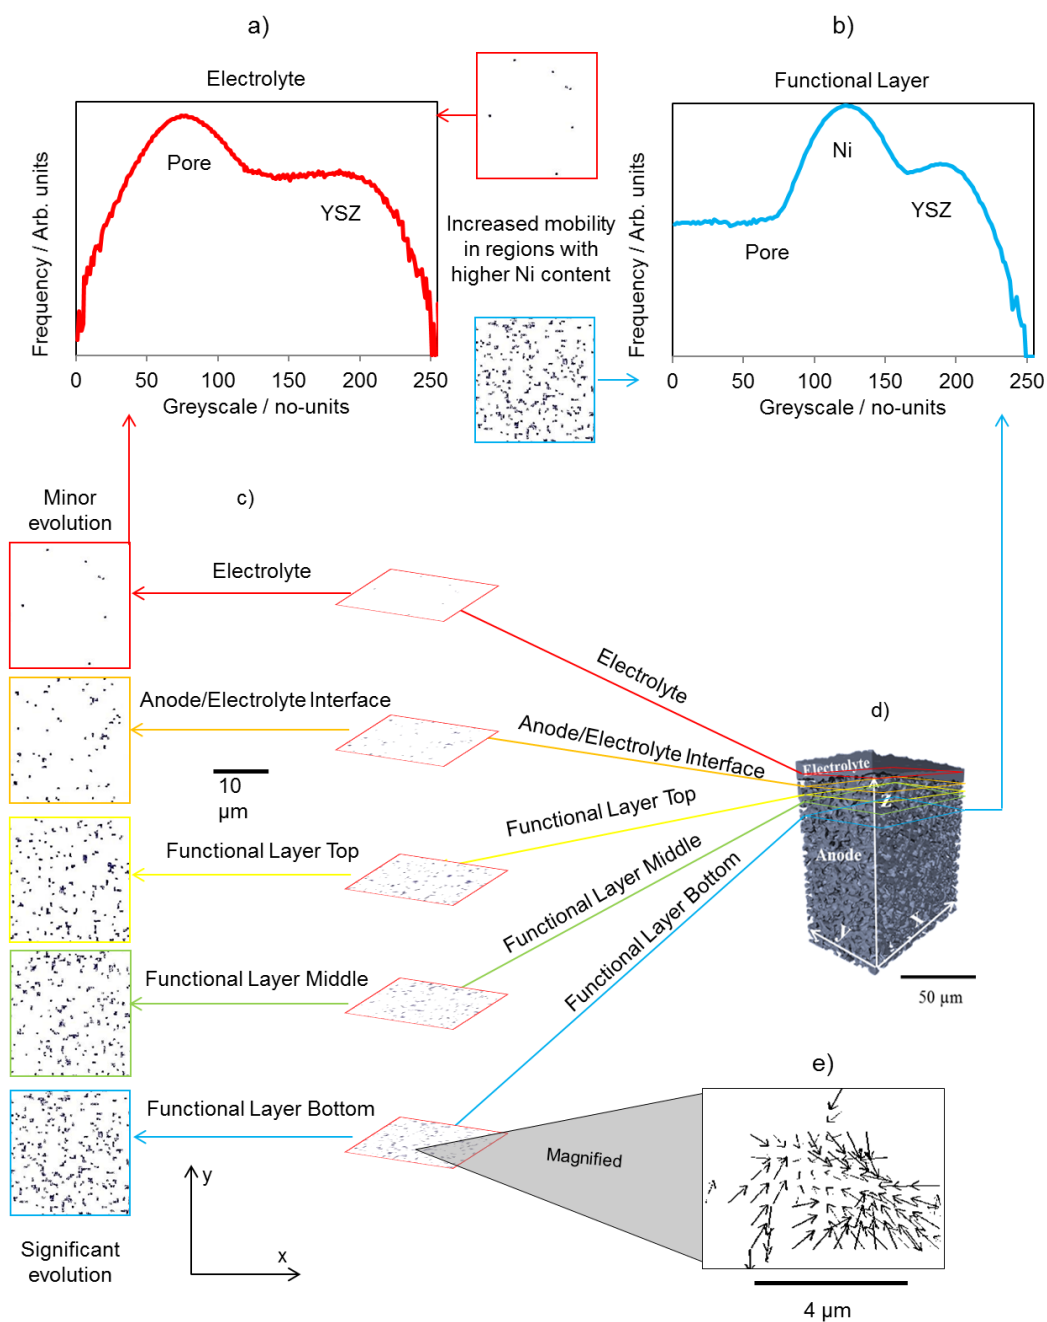 a)
b)
Electrolyte
Functional Layer
Frequency / Arb. units
Pore
YSZ
0 50 100 150 200 250
Greyscale / no-units
Increased mobility
in regions with
higher Ni content
Frequency / Arb. units
Ni
YSZ
Pore
0 50 100 150 200 250
Greyscale / no-units
Minor
evolution
c)
Electrolyte
Electrolyte
Anode/Electrolyte Interface
Anode/Electrolyte Interface
10
µm
d)
Electrolyte
Z
Anode
y
x
50 µm
Functional Layer Top
Functional Layer Top
Functional Layer Middle
Functional Layer Middle
Functional Layer Bottom
Functional Layer Bottom
e)
Magnified
y
x
Significant
evolution
4 µm